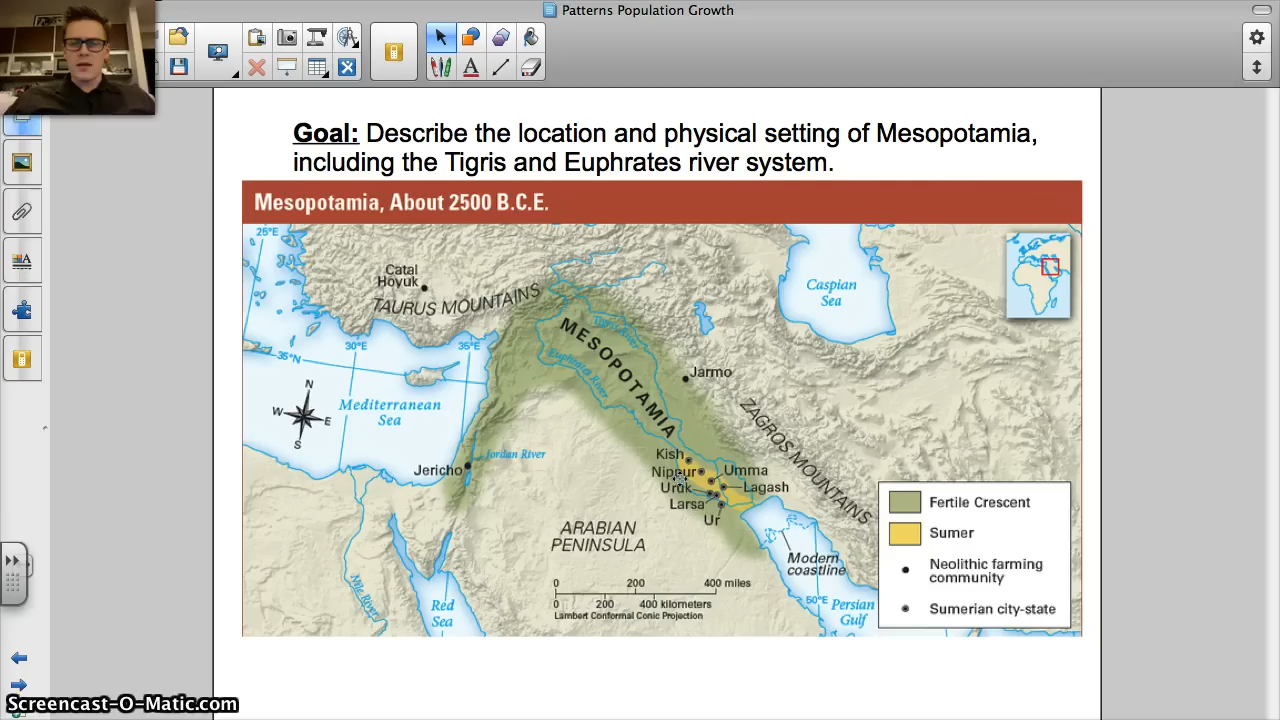 Patterns Population Growth
Goal: Describe the location and physical setting of Mesopotamia,
including the Tigris and Euphrates river system.
Mesopotamia, About 2500 B.C.E.
25°E
Catal
Hoyuk
TAURUS MOUNTAINS
Caspian
Sea
30°E
35°E
35°N
Tigris River
MESOPOTAMIA
Euphrates River
Jarmo
N
W
E
S
Mediterranean
Sea
ZAGROS MOUNTAINS
Jordan River
Jericho
Kish
Nippur
Umma
Uruk
Lagash
Larsa
Ur
ARABIAN
PENINSULA
Modern
coastline
Nile River
Red
Sea
50°E
Persian
Gulf
0 200 400 miles
0 200 400 kilometers
Lambert Conformal Conic Projection
Fertile Crescent
Sumer
Neolithic farming
community
Sumerian city-state
Screencast-O-Matic.com